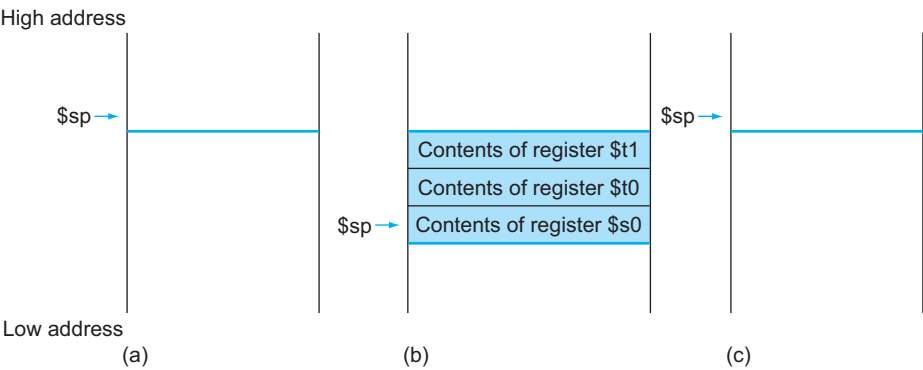 High address
$sp
$sp
Contents of register $t1
Contents of register $t0
$sp
Contents of register $s0
Low address
(a)
(b)
(c)